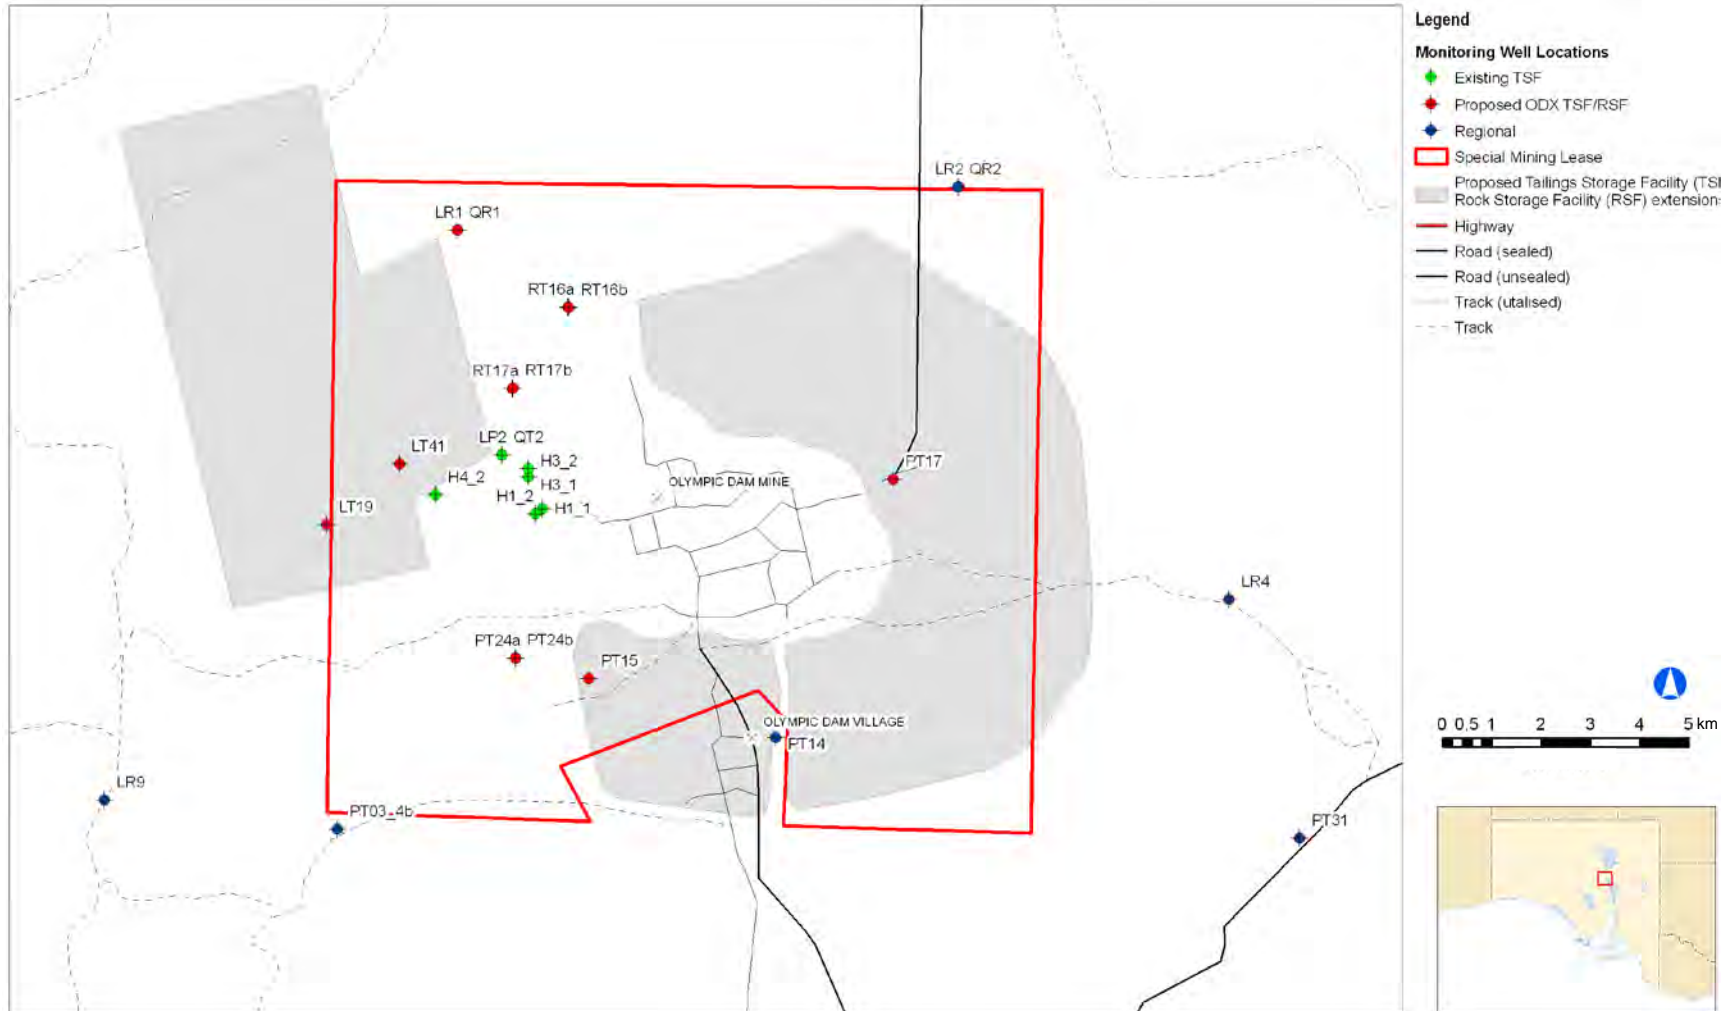 Legend
Monitoring Well Locations
Existing TSF
Proposed ODX TSF/RSF
Regional
Special Mining Lease
Proposed Tailings Storage Facility (TSF
Rock Storage Facility (RSF) extensions
Highway
Road (sealed)
Road (unsealed)
Track (utalised)
Track
LR2 QR2
LR1 QR1
RT16a RT16b
RT17a RT17b
LP2 QT2
LT41
H3_2
PT17
H4_2
H3_1
OLYMPIC DAM MINE
H1_2
H1_1
LT19
LR4
PT24a PT24b
PT15
OLYMPIC DAM VILLAGE
PT14
LR9
PT03_4b
PT31
0 0.5 1 2 3 4 5 km